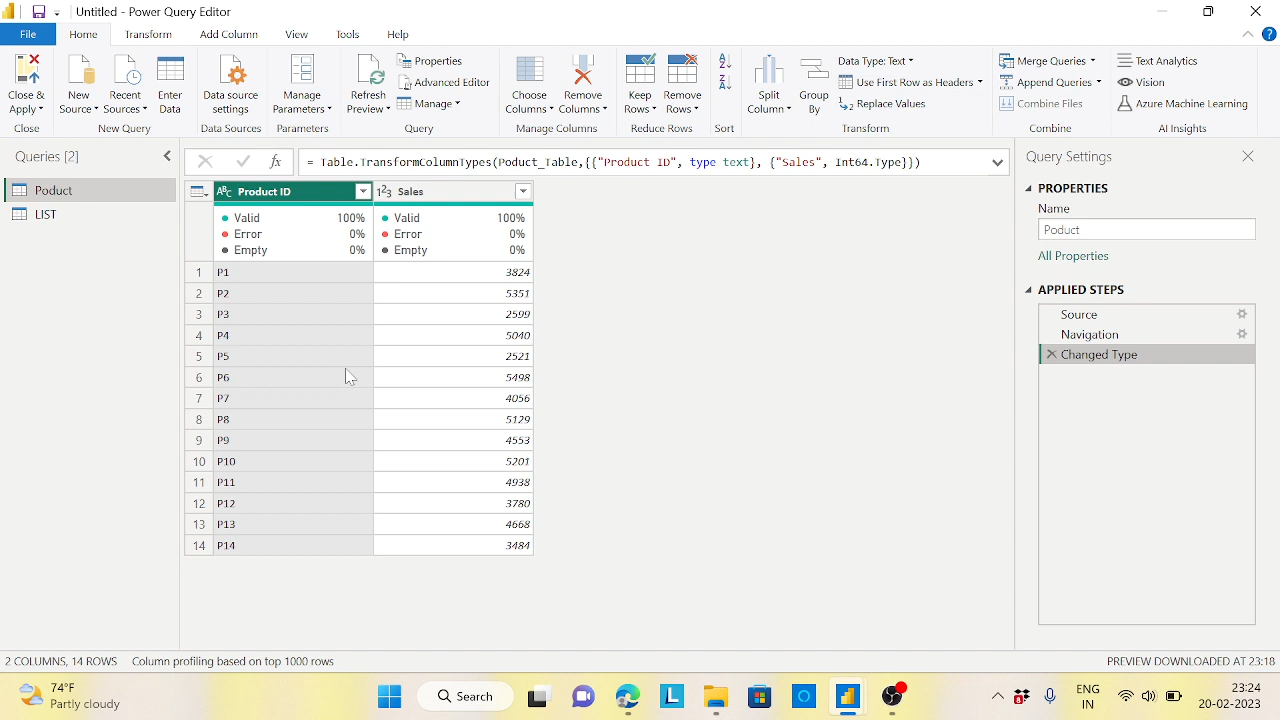 Untitled - Power Query Editor
File Home Transform Add Column View Tools Help
Close & Apply
New Source
Recent Sources
Enter Data
Data source settings
Manage Parameters
Refresh Preview
Properties
Advanced Editor
Manage
Choose Columns
Remove Columns
Keep Rows
Remove Rows
Split Column
Group By
Data Type: Text
Use First Row as Headers
Replace Values
Merge Queries
Append Queries
Combine Files
Text Analytics
Vision
Azure Machine Learning
Close New Query Data Sources Parameters Query Manage Columns Reduce Rows Sort Transform Combine AI Insights
Queries [2]
Poduct
LIST
= Table.TransformColumnTypes(Poduct_Table,{{"Product ID", type text}, {"Sales", Int64.Type}})
Product ID Sales
Valid 100% Valid 100%
Error 0% Error 0%
Empty 0% Empty 0%
1 P1 3824
2 P2 5351
3 P3 2599
4 P4 5040
5 P5 2521
6 P6 5498
7 P7 4056
8 P8 5129
9 P9 4553
10 P10 5201
11 P11 4938
12 P12 3780
13 P13 4668
14 P14 3484
Query Settings
PROPERTIES
Name
Poduct
All Properties
APPLIED STEPS
Source
Navigation
Changed Type
2 COLUMNS, 14 ROWS Column profiling based on top 1000 rows PREVIEW DOWNLOADED AT 23:18
74°F
Partly cloudy
Search
ENG
IN
23:24
20-02-2023